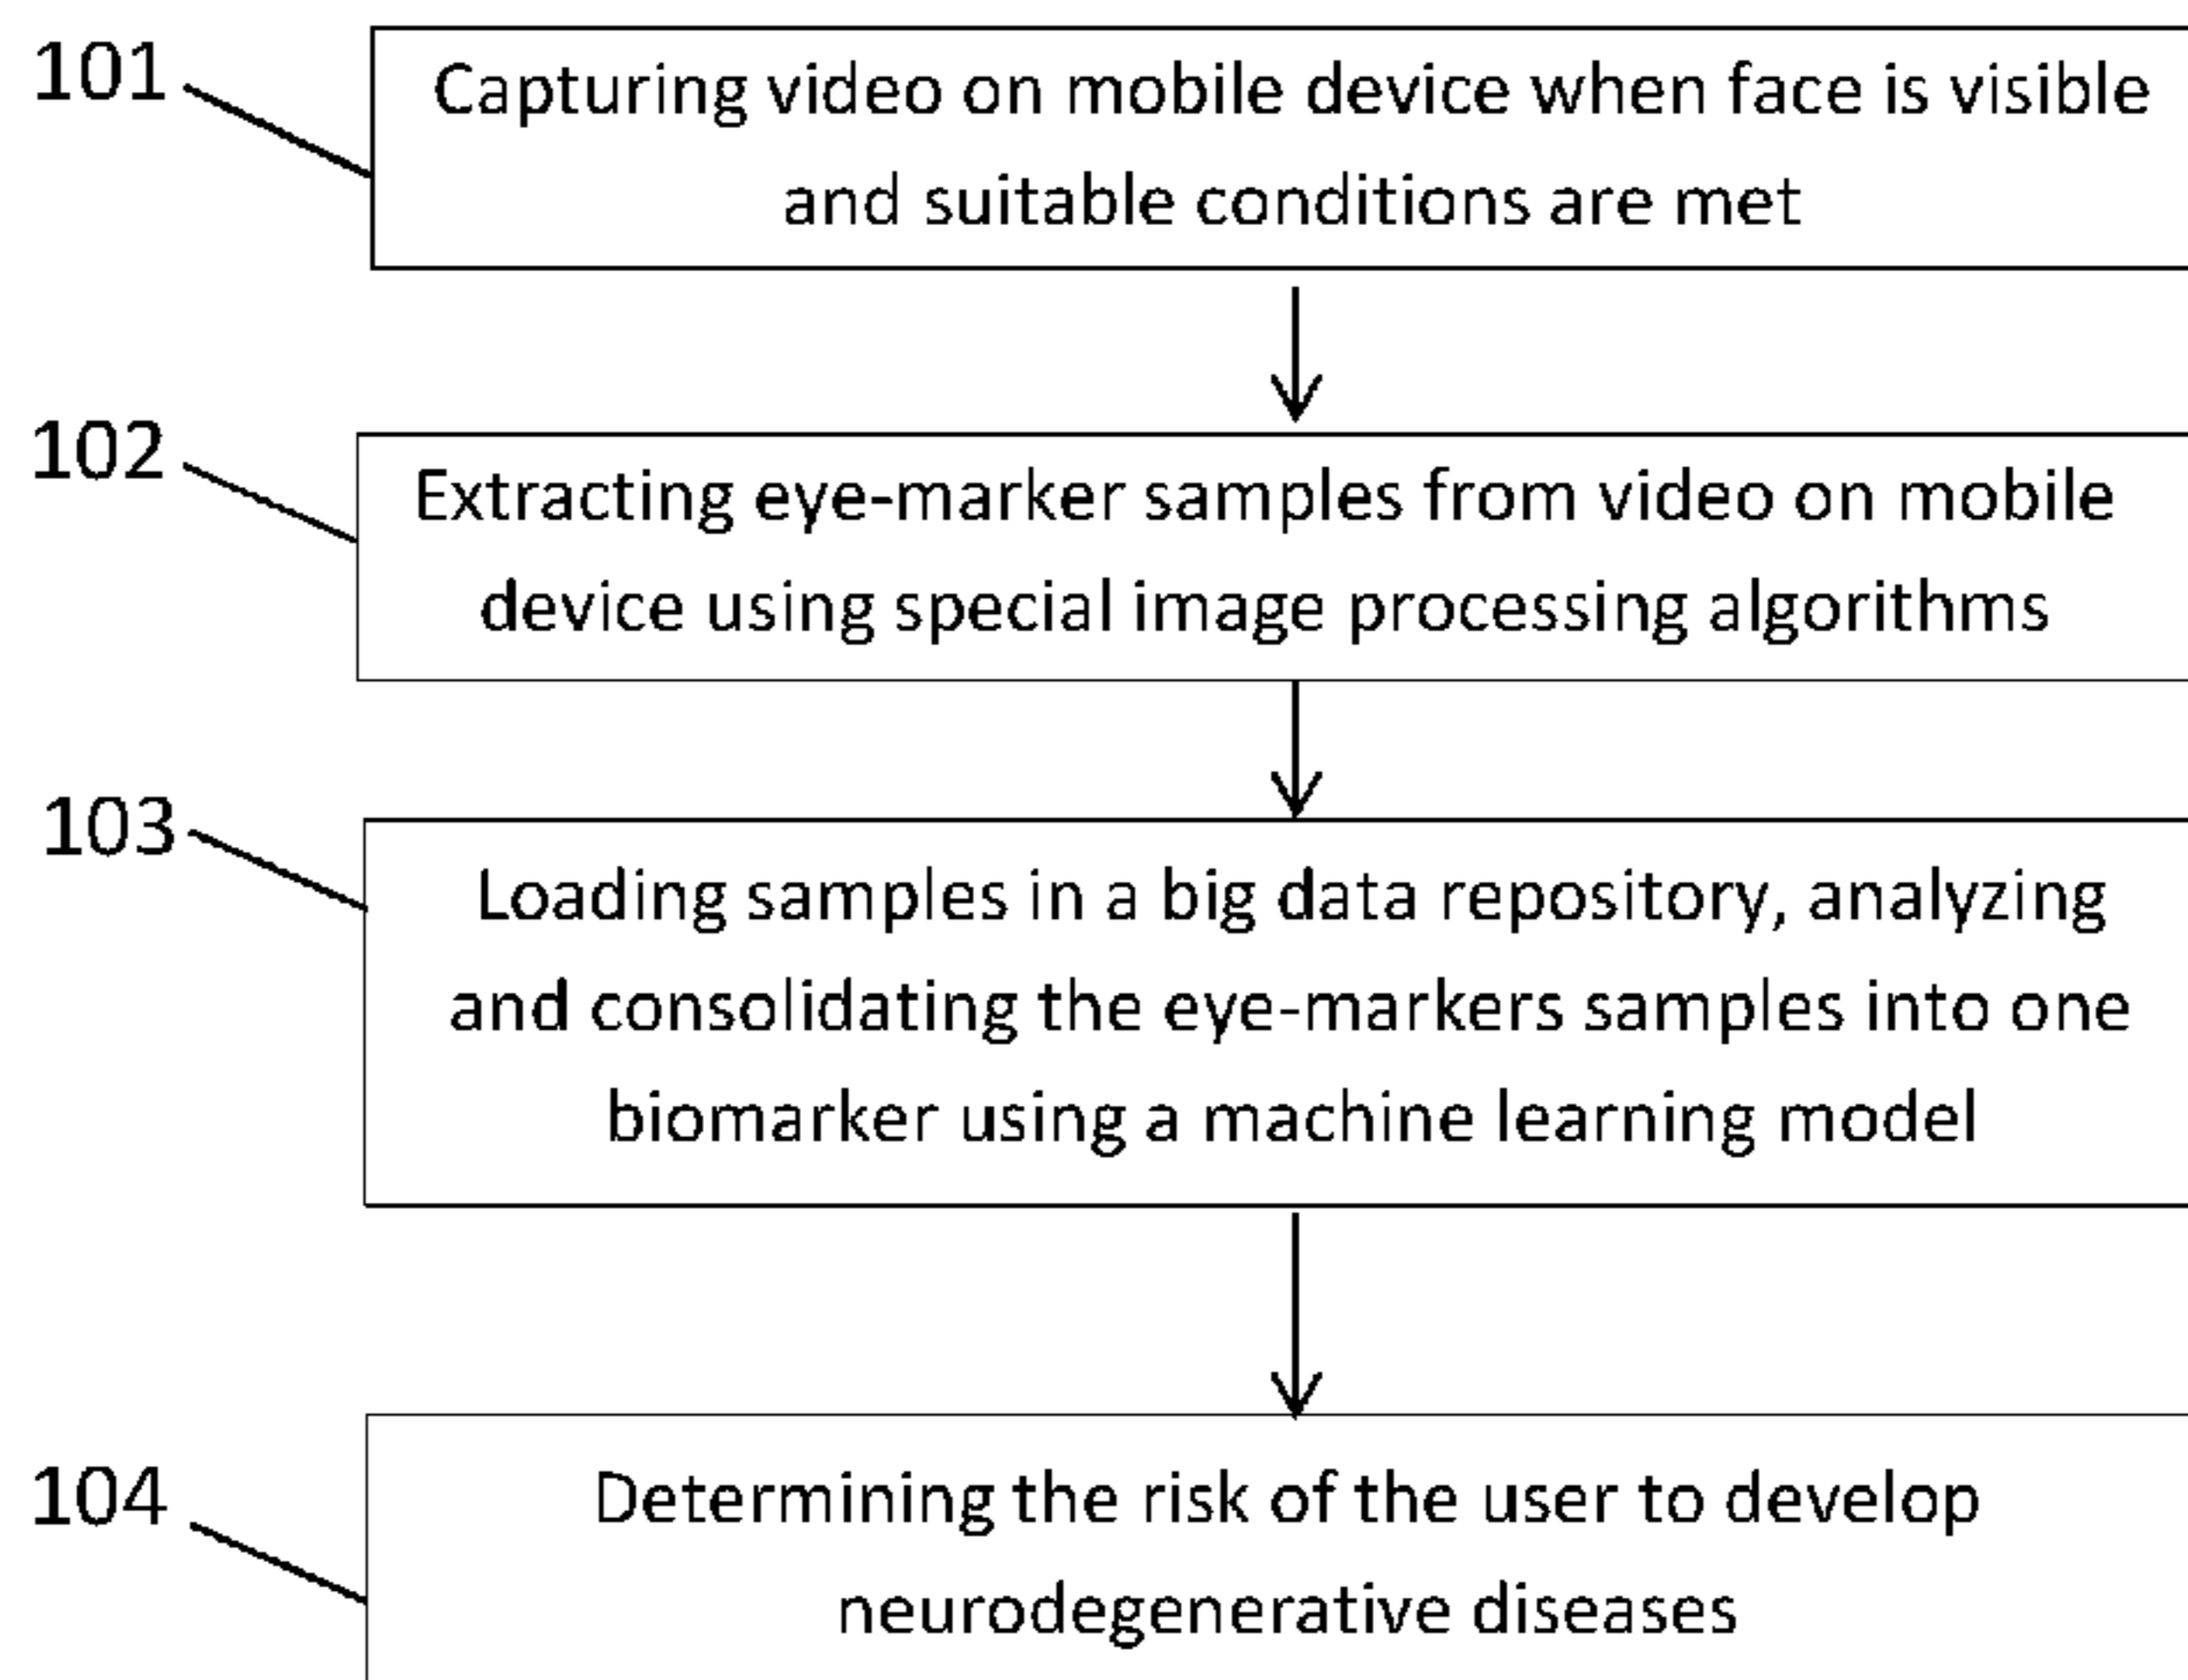 101
Capturing video on mobile device when face is visible
and suitable conditions are met
102
Extracting eye-marker samples from video on mobile
device using special image processing algorithms
103
Loading samples in a big data repository, analyzing
and consolidating the eye-markers samples into one
biomarker using a machine learning model
104
Determining the risk of the user to develop
neurodegenerative diseases